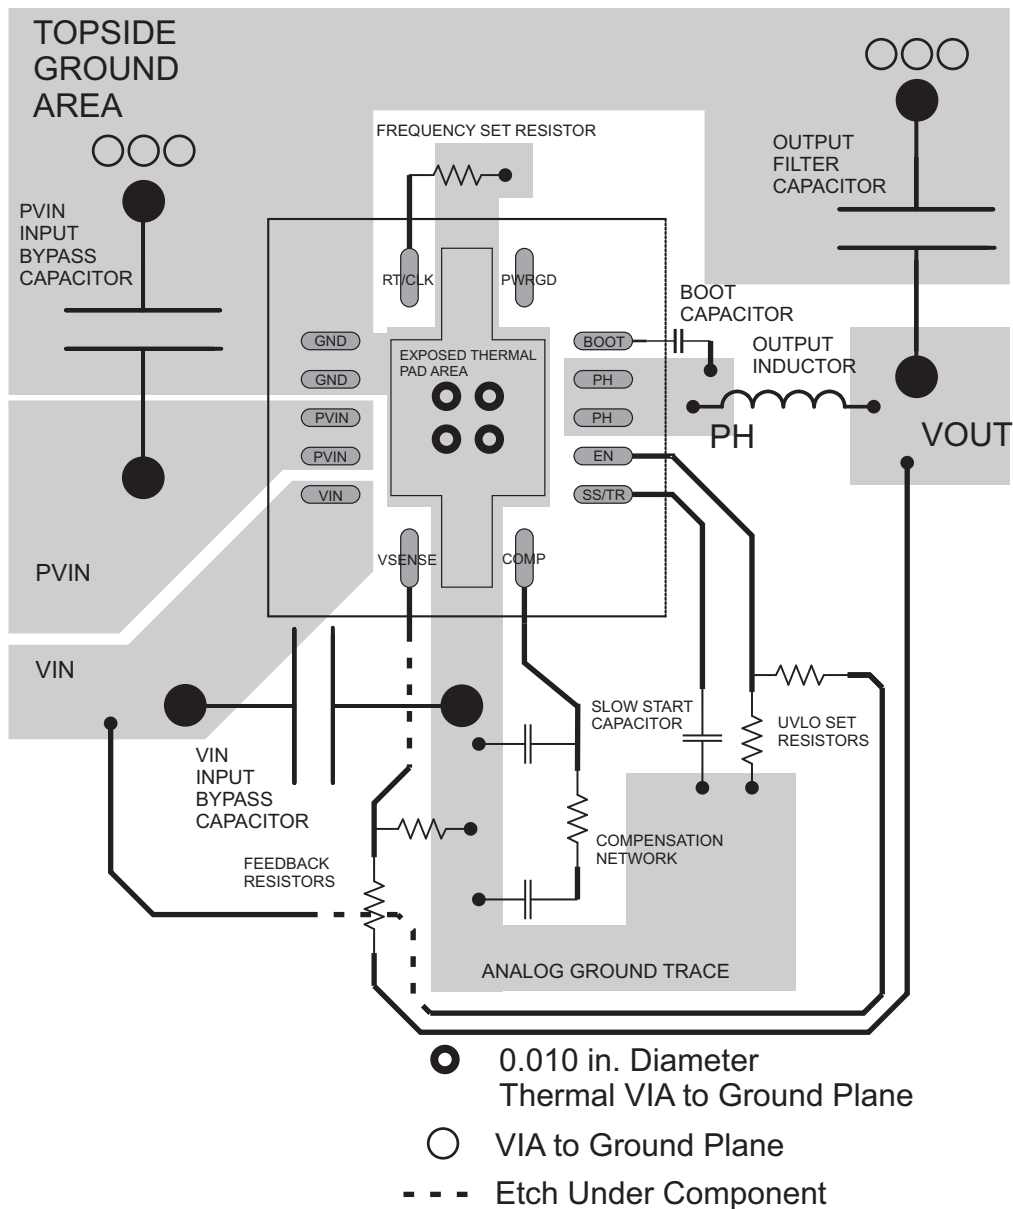 TOPSIDE
GROUND
AREA
FREQUENCY SET RESISTOR
OUTPUT
FILTER
CAPACITOR
PVIN
INPUT
BYPASS
CAPACITOR
RT/CLK
PWRGD
BOOT
CAPACITOR
GND
EXPOSED THERMAL
PAD AREA
BOOT
OUTPUT
INDUCTOR
GND
PH
PVIN
PH
PH
VOUT
PVIN
EN
VIN
SS/TR
VSENSE
COMP
PVIN
VIN
SLOW START
CAPACITOR
UVLO SET
RESISTORS
VIN
INPUT
BYPASS
CAPACITOR
COMPENSATION
NETWORK
FEEDBACK
RESISTORS
ANALOG GROUND TRACE
0.010 in. Diameter
Thermal VIA to Ground Plane
VIA to Ground Plane
Etch Under Component